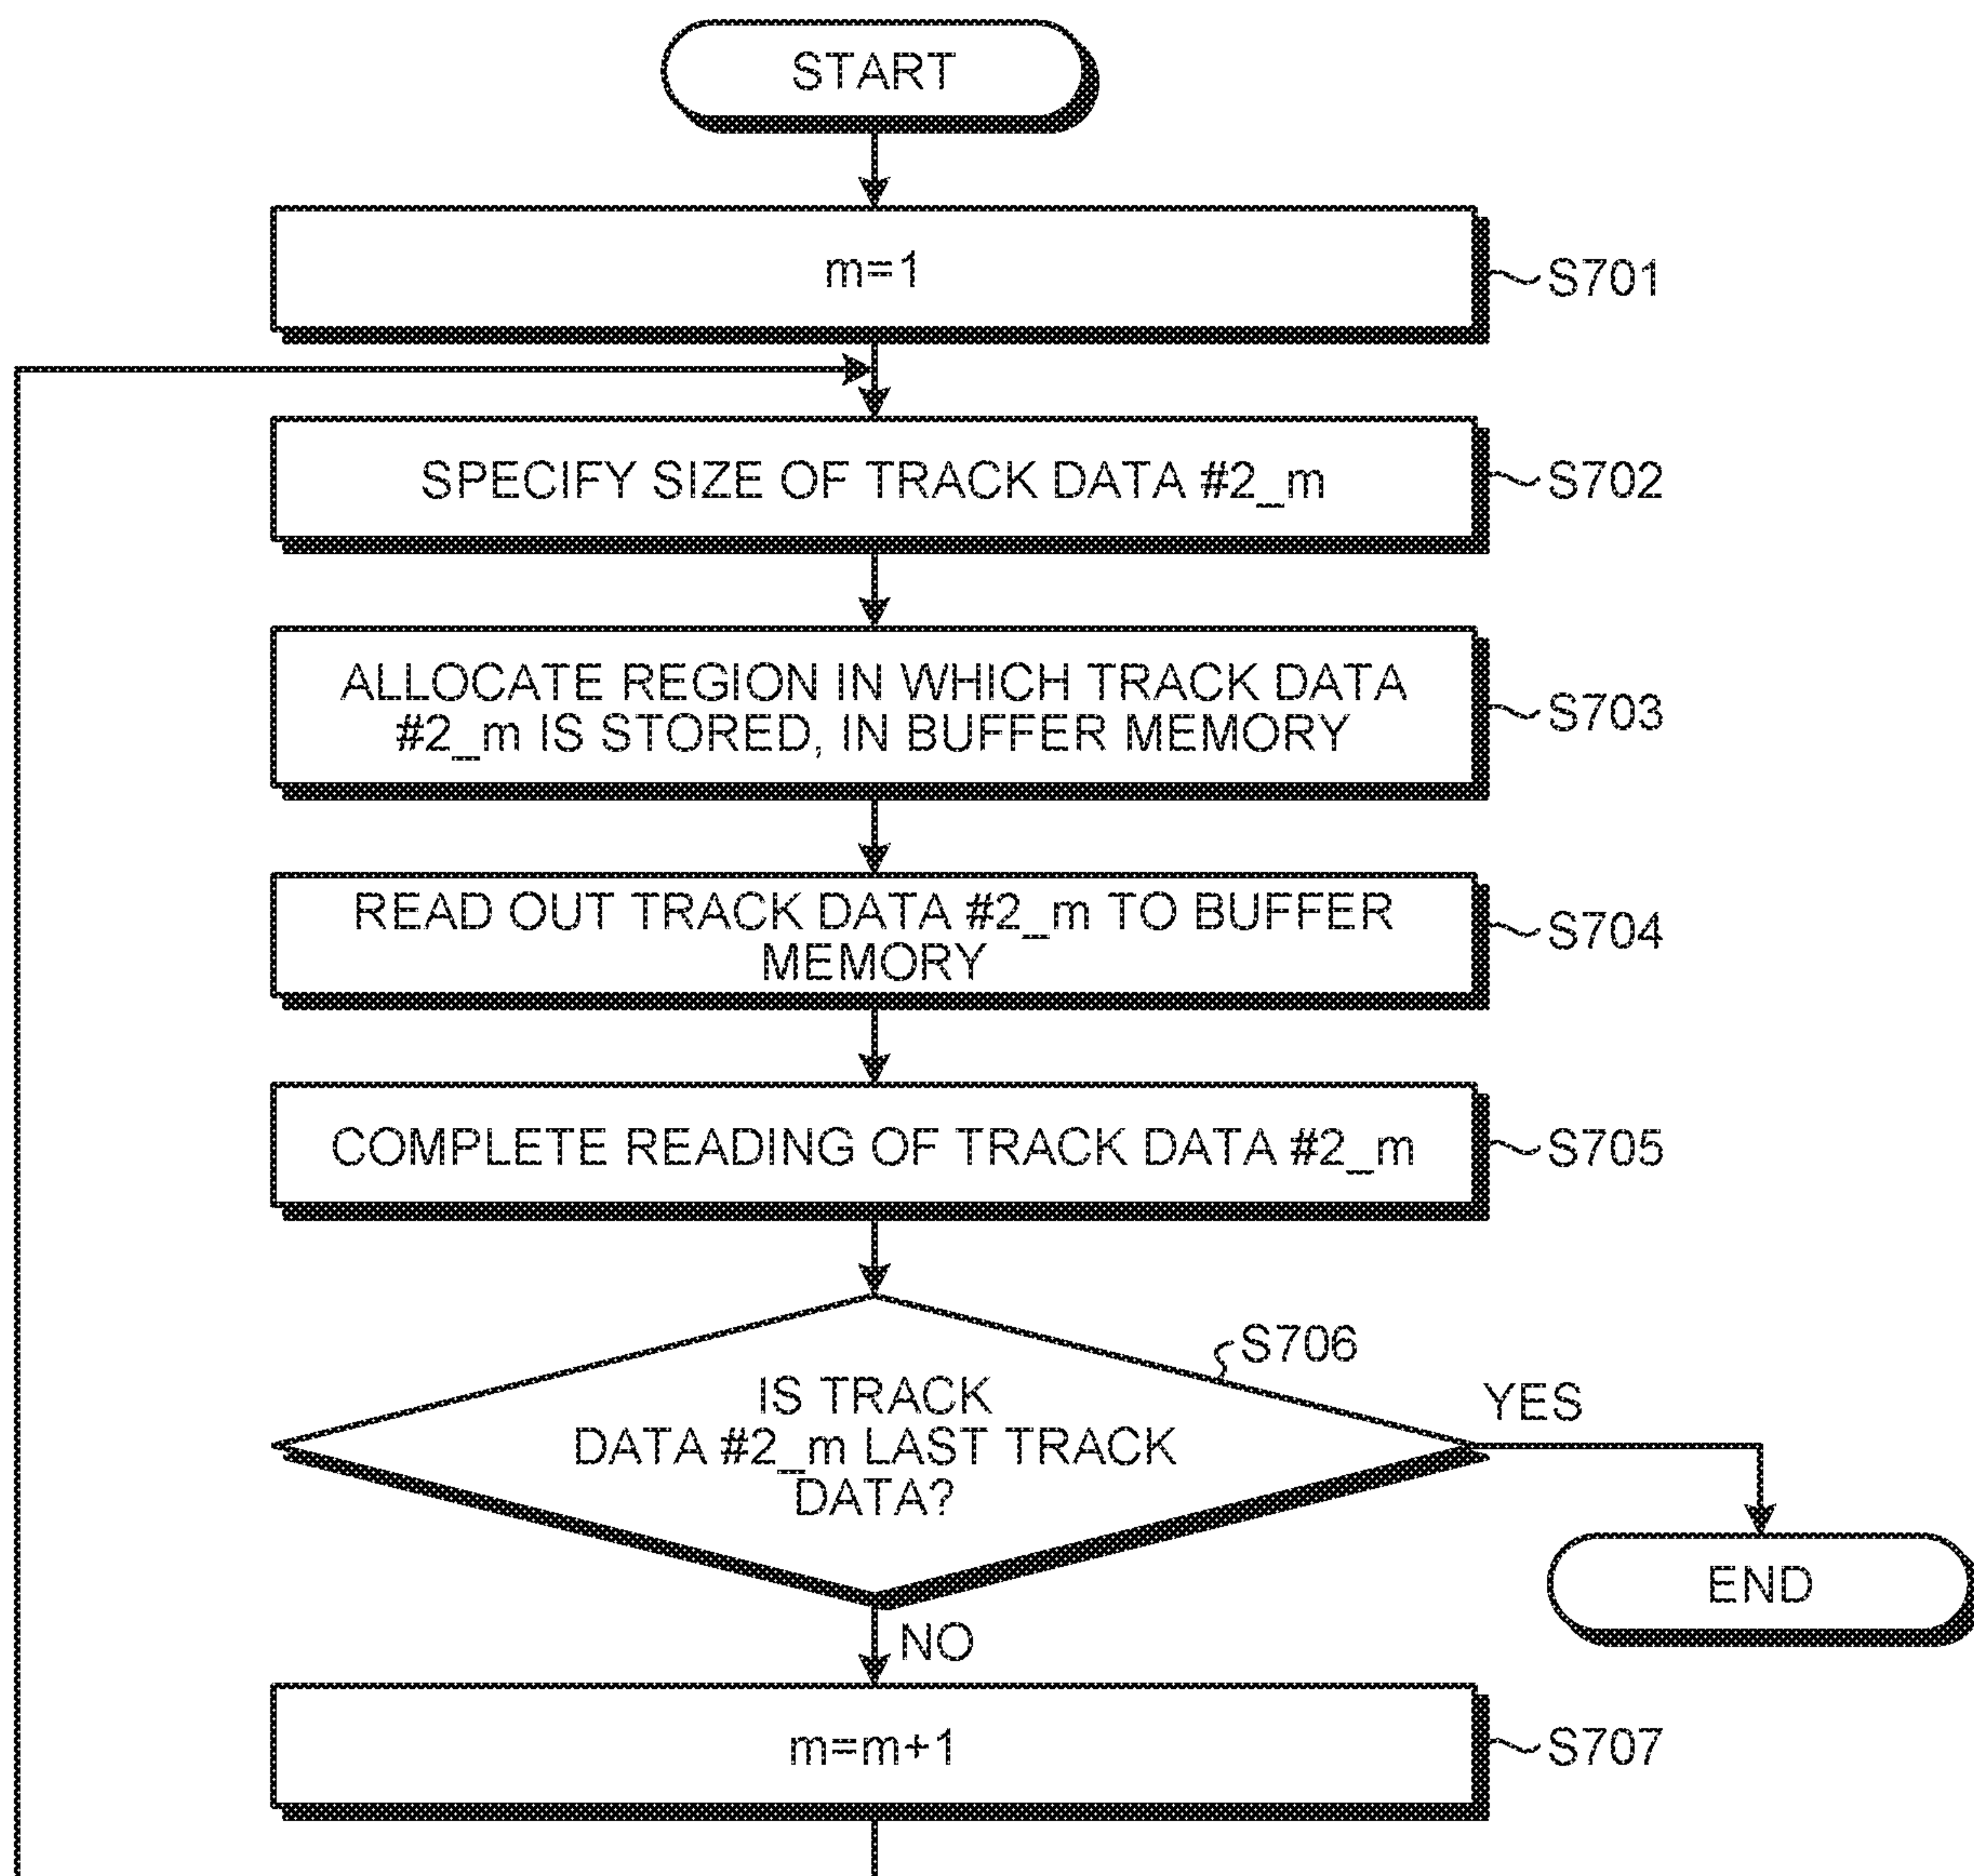 START
m=1
S701
SPECIFY SIZE OF TRACK DATA #2_m
S702
ALLOCATE REGION IN WHICH TRACK DATA
#2_m IS STORED, IN BUFFER MEMORY
S703
READ OUT TRACK DATA #2_m TO BUFFER
MEMORY
S704
COMPLETE READING OF TRACK DATA #2_m
S705
S706
IS TRACK
DATA #2_m LAST TRACK
DATA?
YES
END
NO
m=m+1
S707